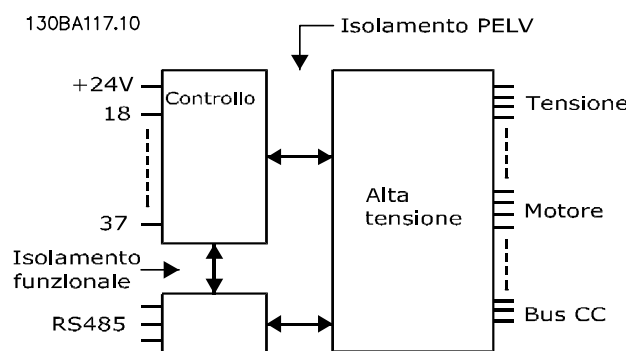 130BA117.10
Isolamento PELV
+24V
Controllo
18
Tensione
Alta
tensione
Motore
37
Isolamento
funzionale
RS485
Bus CC